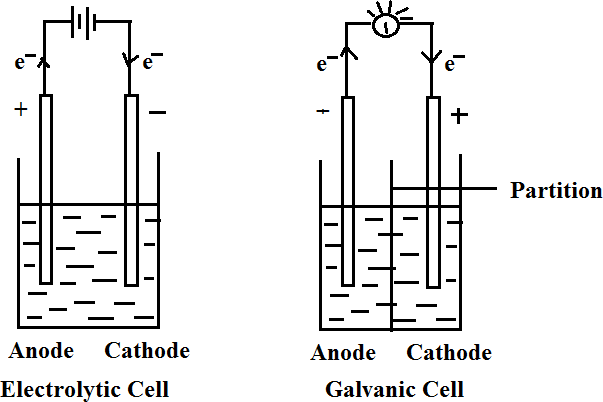 e⁻ e⁻
+ −
Anode Cathode
Electrolytic Cell
e⁻ e⁻
− +
Partition
Anode Cathode
Galvanic Cell